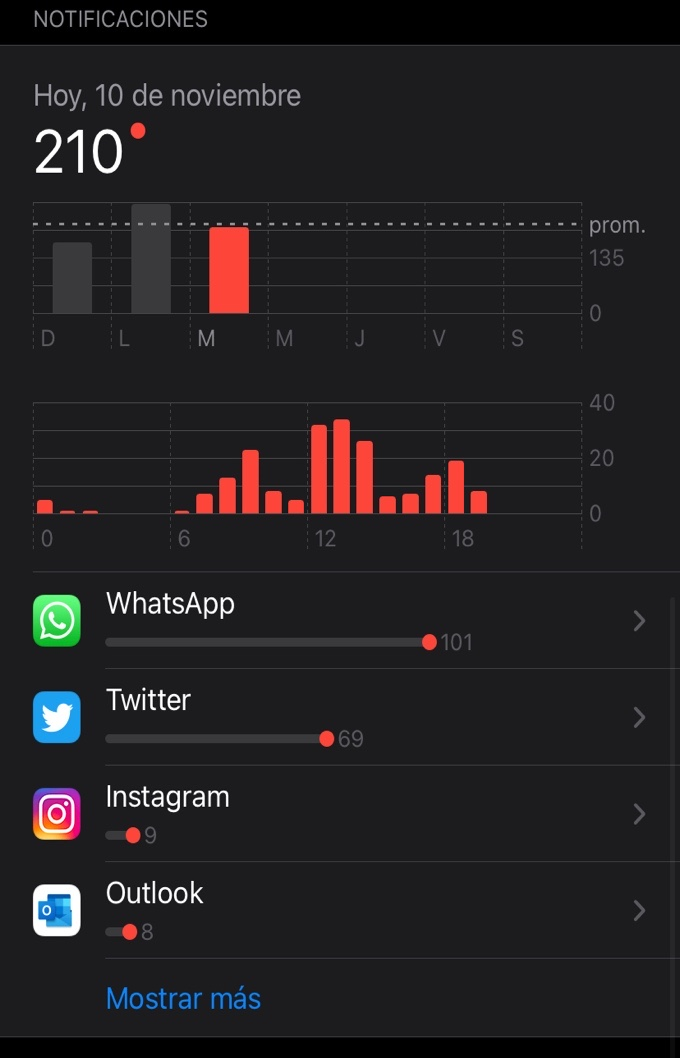 NOTIFICACIONES
Hoy, 10 de noviembre
210
prom.
135
0
D L M M J V S
40
20
0
0 6 12 18
WhatsApp
101
Twitter
69
Instagram
9
Outlook
8
Mostrar más